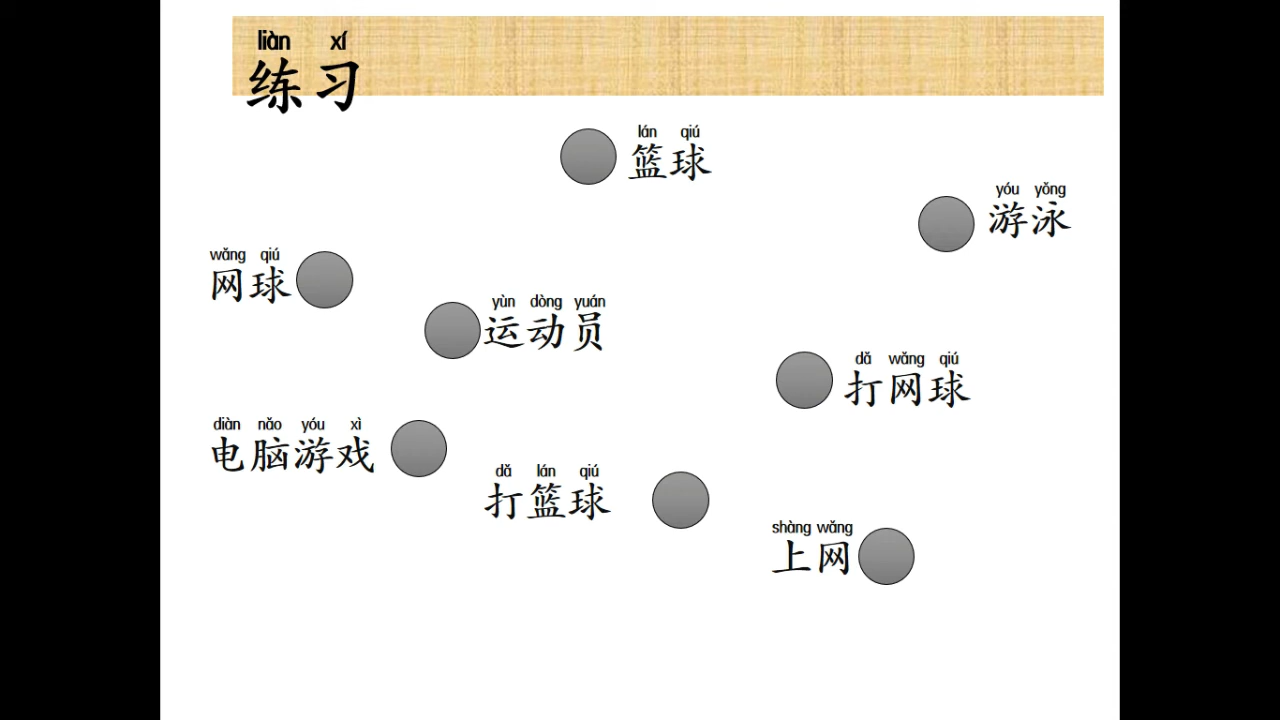 liàn xí
练习
lán qiú
篮球
yóu yǒng
游泳
wǎng qiú
网球
yùn dòng yuán
运动员
dǎ wǎng qiú
打网球
diàn nǎo yóu xì
电脑游戏
dǎ lán qiú
打篮球
shàng wǎng
上网